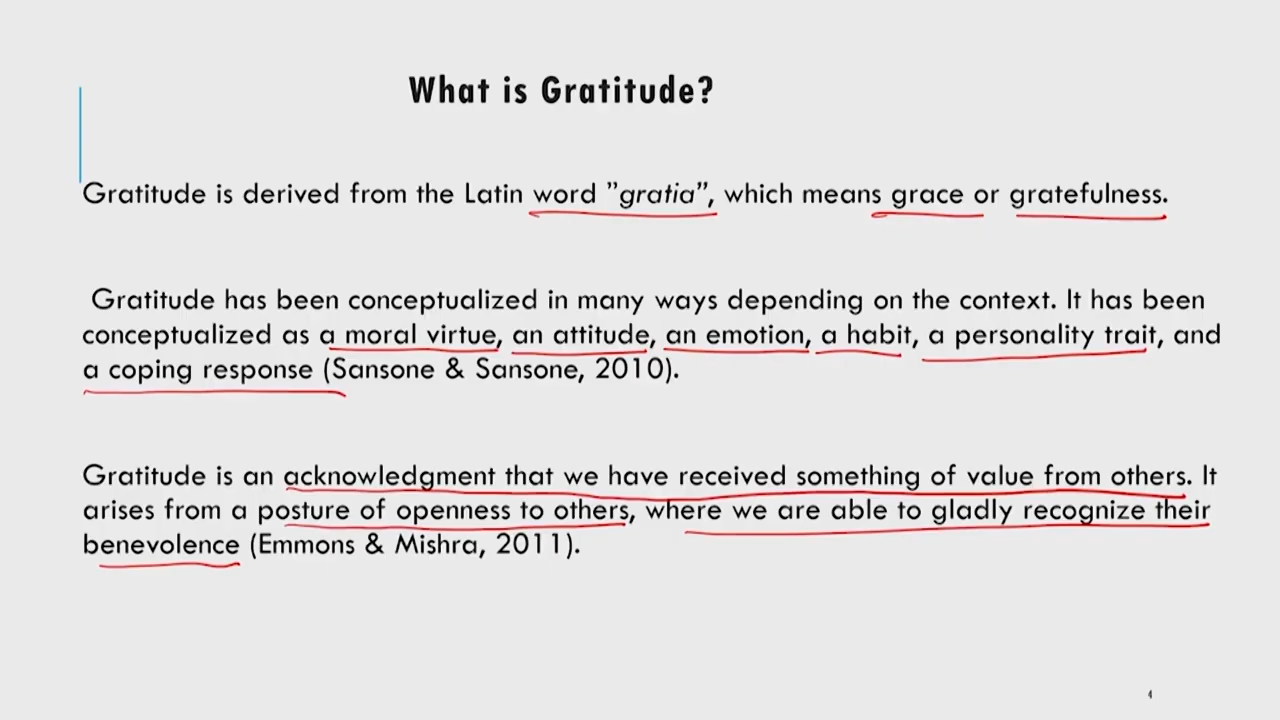 What is Gratitude?
Gratitude is derived from the Latin word ”gratia”, which means grace or gratefulness.
Gratitude has been conceptualized in many ways depending on the context. It has been
conceptualized as a moral virtue, an attitude, an emotion, a habit, a personality trait, and
a coping response (Sansone & Sansone, 2010).
Gratitude is an acknowledgment that we have received something of value from others. It
arises from a posture of openness to others, where we are able to gladly recognize their
benevolence (Emmons & Mishra, 2011).
4